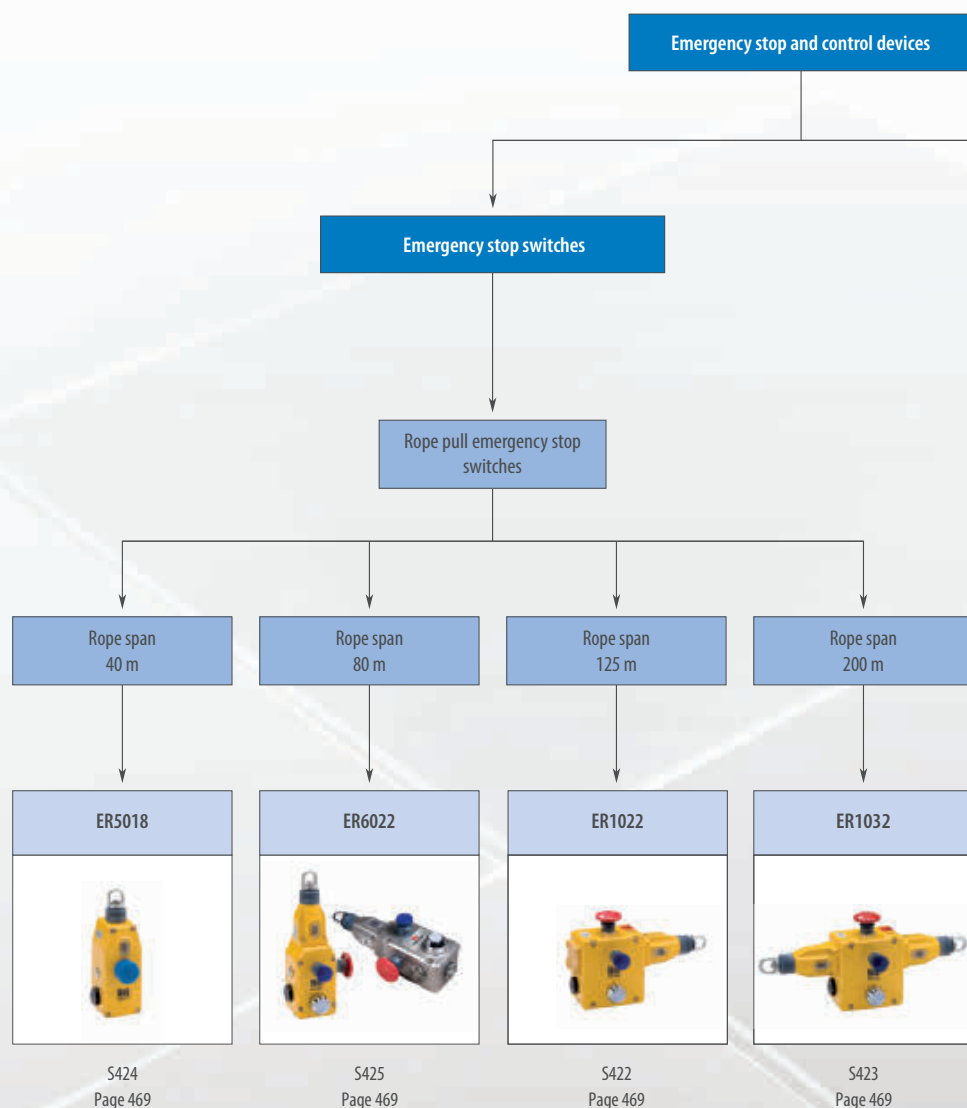 Emergency stop and control devices
Emergency stop switches
Rope pull emergency stop
switches
Rope span
40 m
Rope span
80 m
Rope span
125 m
Rope span
200 m
ER5018
ER6022
ER1022
ER1032
S424
Page 469
S425
Page 469
S422
Page 469
S423
Page 469